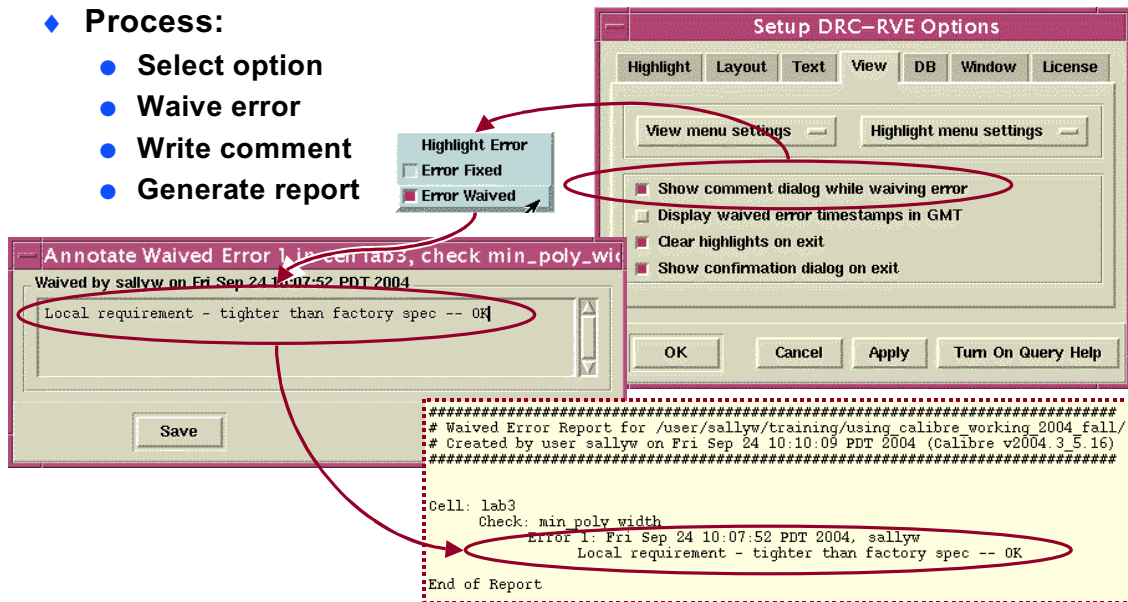 Process:
Select option
Waive error
Write comment
Generate report
Setup DRC-RVE Options
Highlight Layout Text View DB Window License
View menu settings Highlight menu settings
Show comment dialog while waiving error
Display waived error timestamps in GMT
Clear highlights on exit
Show confirmation dialog on exit
OK Cancel Apply Turn On Query Help
Highlight Error
Error Fixed
Error Waived
Annotate Waived Error 1 in cell lab3, check min_poly_wid
Waived by sallyw on Fri Sep 24 10:07:52 PDT 2004
Local requirement - tighter than factory spec -- OK
Save
################################################################################
# Waived Error Report for /user/sallyw/training/using_calibre_working_2004_fall/
# Created by user sallyw on Fri Sep 24 10:10:09 PDT 2004 (Calibre v2004.3_5.16)
################################################################################
Cell: lab3
Check: min_poly_width
Error 1: Fri Sep 24 10:07:52 PDT 2004, sallyw
Local requirement - tighter than factory spec -- OK
End of Report